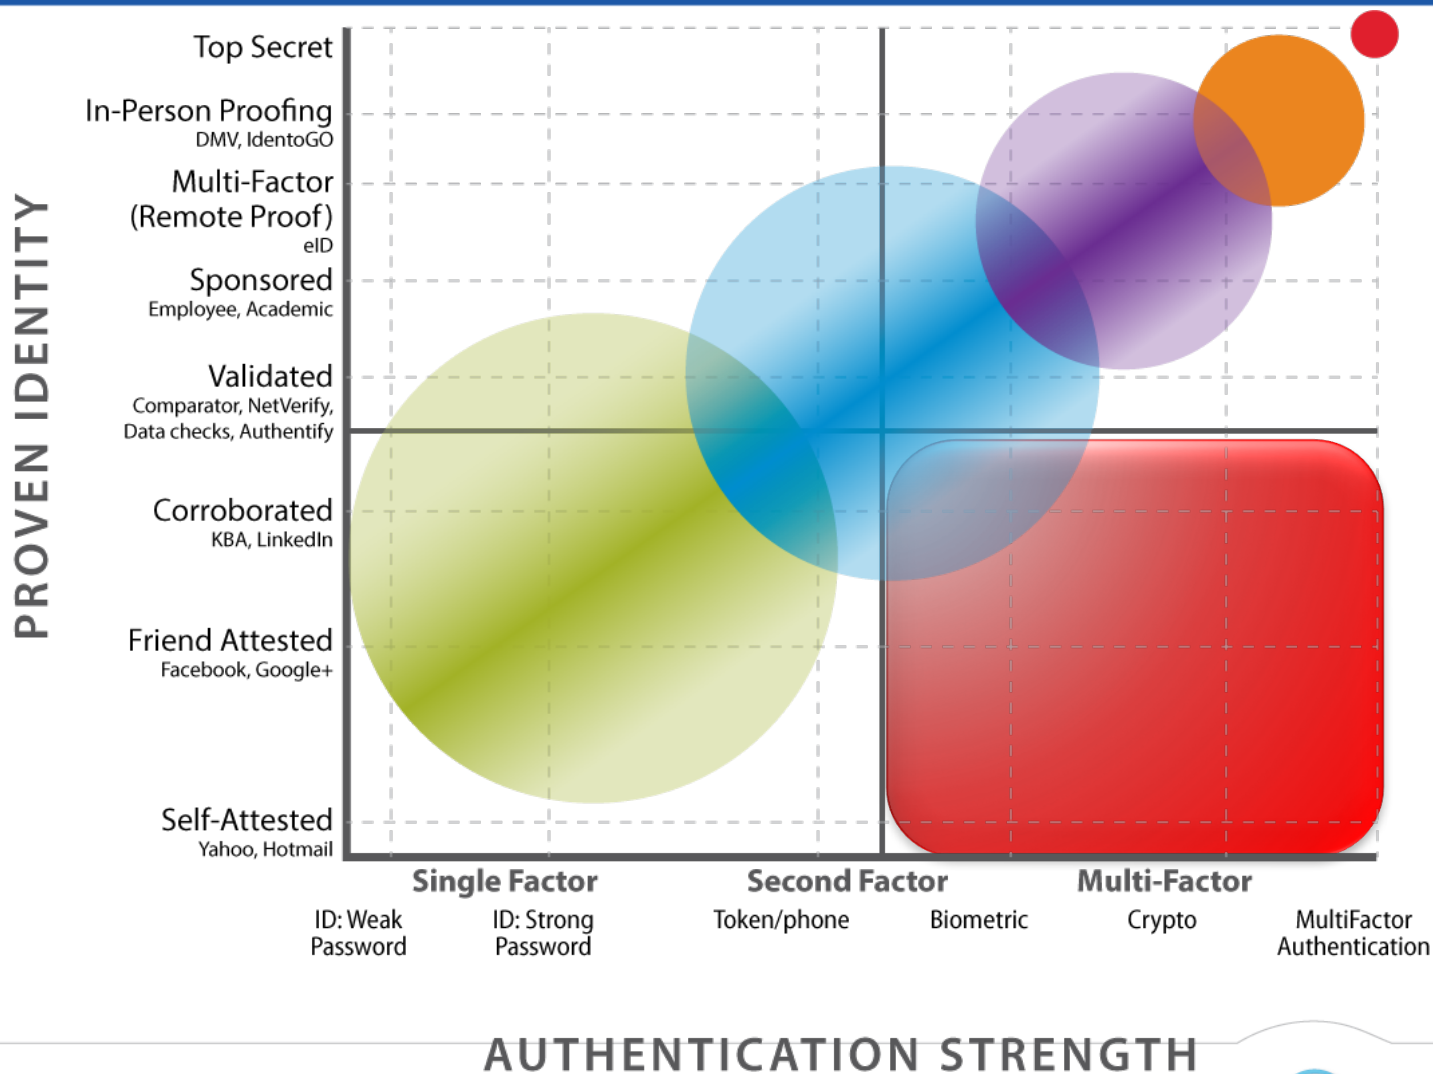 Top Secret
In-Person Proofing
DMV, IdentoGO
Multi-Factor
(Remote Proof)
eID
Sponsored
Employee, Academic
Validated
Comparator, NetVerify,
Data checks, Authentify
Corroborated
KBA, LinkedIn
Friend Attested
Facebook, Google+
Self-Attested
Yahoo, Hotmail
PROVEN IDENTITY
Single Factor
Second Factor
Multi-Factor
ID: Weak
Password
ID: Strong
Password
Token/phone
Biometric
Crypto
MultiFactor
Authentication
AUTHENTICATION STRENGTH